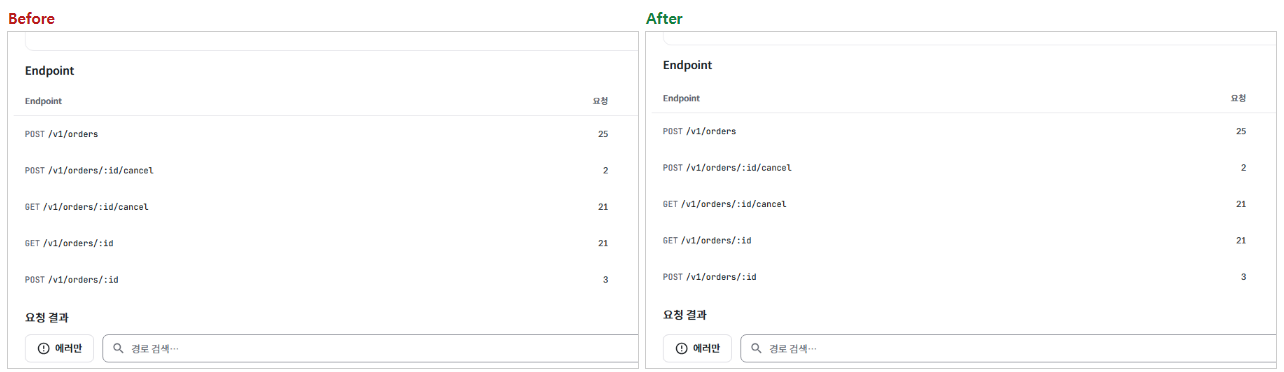 Before
Endpoint
Endpoint 요청
POST /v1/orders 25
POST /v1/orders/:id/cancel 2
GET /v1/orders/:id/cancel 21
GET /v1/orders/:id 21
POST /v1/orders/:id 3
요청 결과
에러만 경로 검색…
After
Endpoint
Endpoint 요청
POST /v1/orders 25
POST /v1/orders/:id/cancel 2
GET /v1/orders/:id/cancel 21
GET /v1/orders/:id 21
POST /v1/orders/:id 3
요청 결과
에러만 경로 검색…